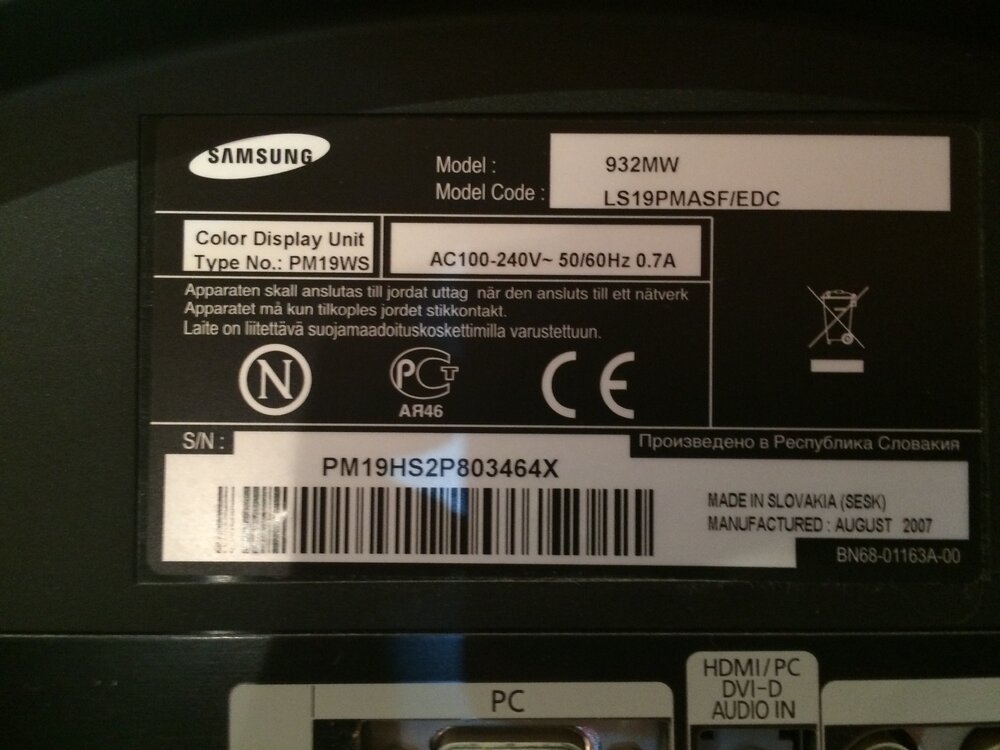 SAMSUNG
Model : 932MW
Model Code : LS19PMASF/EDC
Color Display Unit
Type No.: PM19WS
AC100-240V~ 50/60Hz 0.7A
Apparaten skall anslutas till jordat uttag när den ansluts till ett nätverk
Apparatet må kun tilkoples jordet stikkontakt.
Laite on liitettävä suojamaadoituskoskettimilla varustettuun.
N
РСТ
АЯ46
CE
S/N :
PM19HS2P803464X
Произведено в Республика Словакия
MADE IN SLOVAKIA (SESK)
MANUFACTURED : AUGUST 2007
BN68-01163A-00
PC
HDMI/PC
DVI-D
AUDIO IN